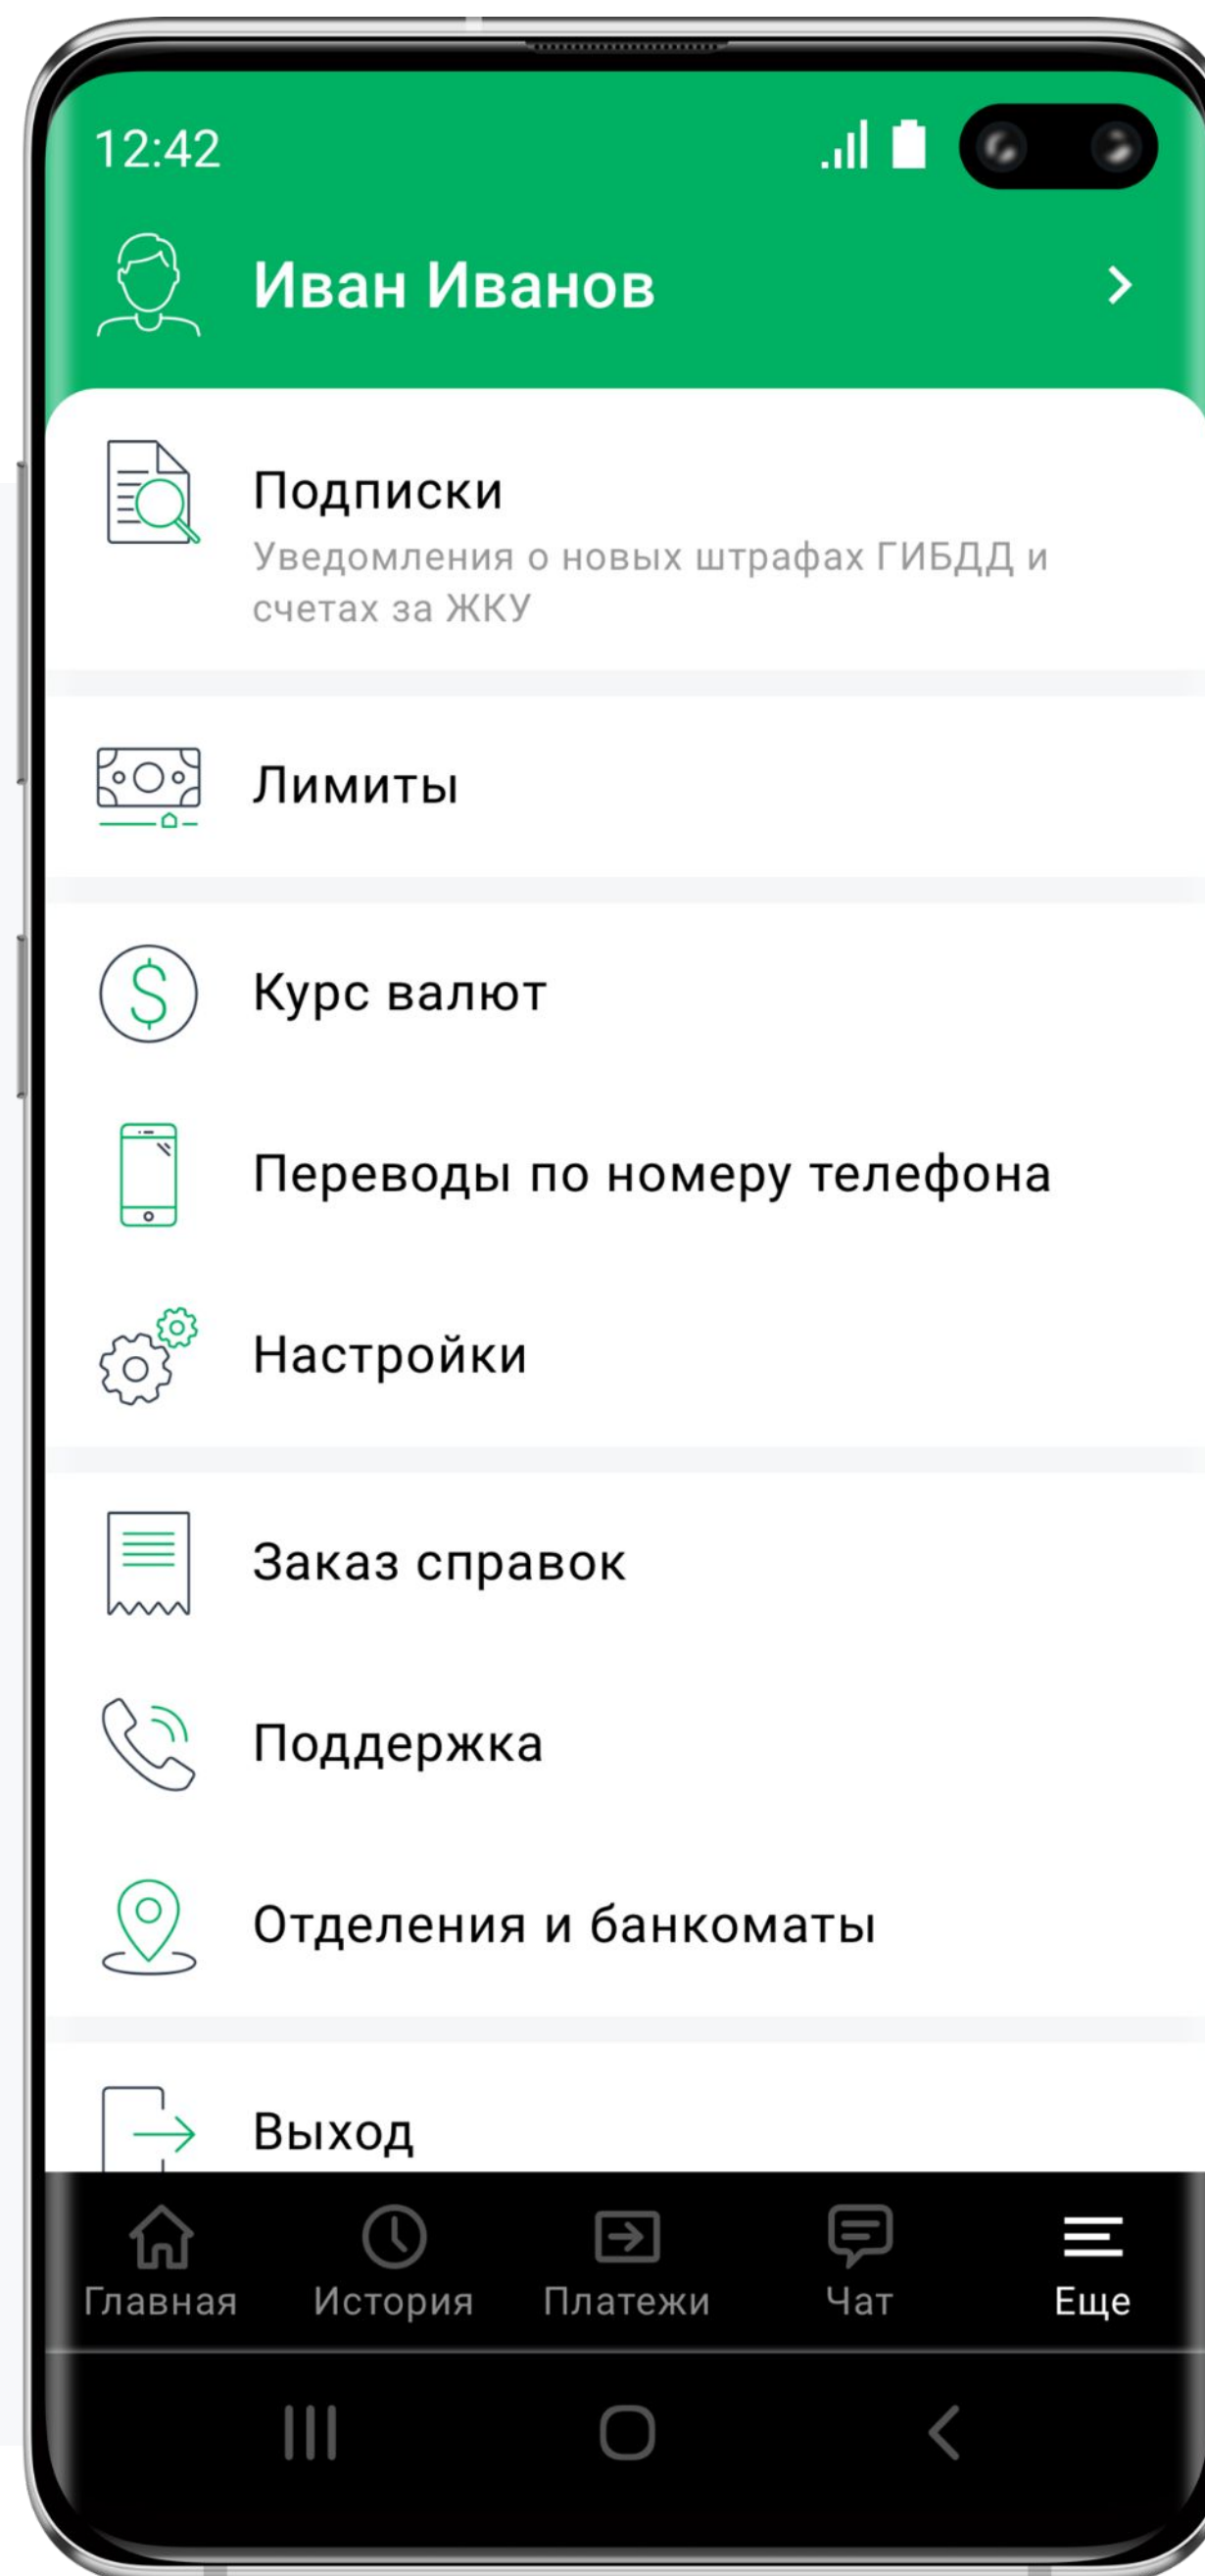 12:42
Иван Иванов
Подписки
Уведомления о новых штрафах ГИБДД и
счетах за ЖКУ
Лимиты
Курс валют
Переводы по номеру телефона
Настройки
Заказ справок
Поддержка
Отделения и банкоматы
Выход
Главная История Платежи Чат Еще